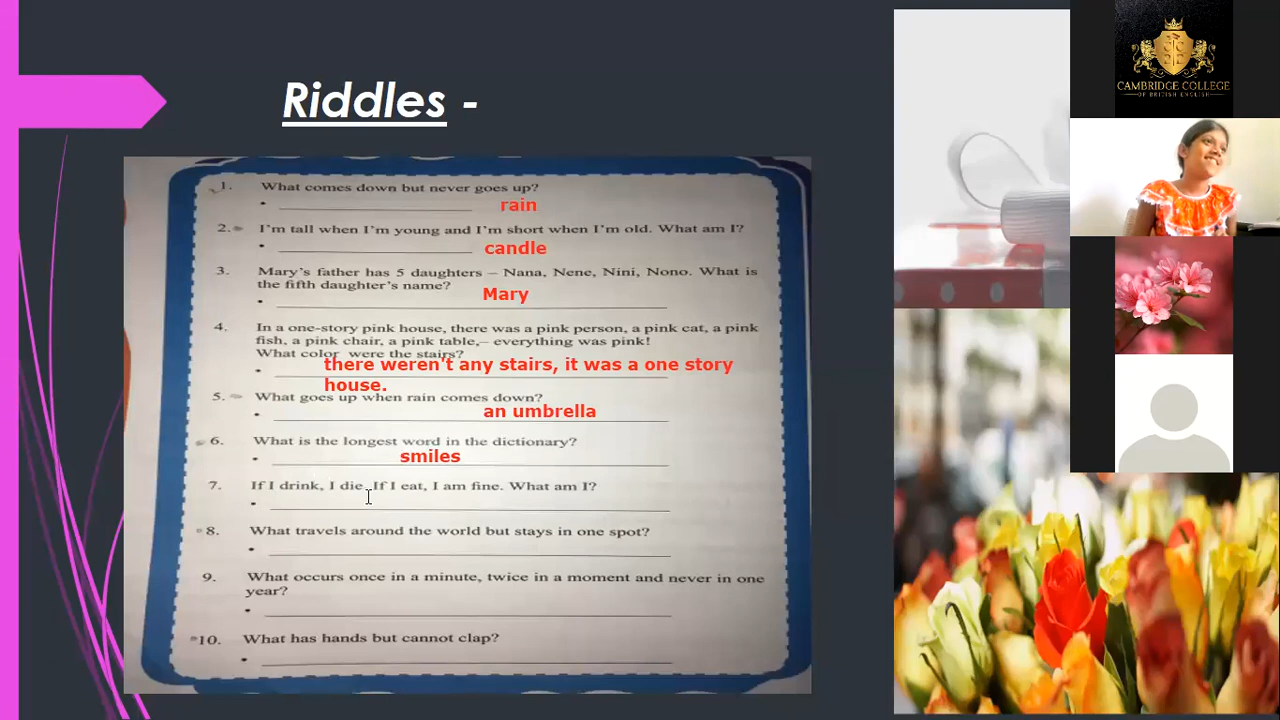 Riddles -
1. What comes down but never goes up?
• rain
2. I'm tall when I'm young and I'm short when I'm old. What am I?
• candle
3. Mary's father has 5 daughters – Nana, Nene, Nini, Nono. What is
the fifth daughter's name?
• Mary
4. In a one-story pink house, there was a pink person, a pink cat, a pink
fish, a pink chair, a pink table,– everything was pink!
What color were the stairs?
• there weren't any stairs, it was a one story
house.
5. What goes up when rain comes down?
• an umbrella
6. What is the longest word in the dictionary?
• smiles
7. If I drink, I die. If I eat, I am fine. What am I?
8. What travels around the world but stays in one spot?
9. What occurs once in a minute, twice in a moment and never in one
year?
10. What has hands but cannot clap?
CAMBRIDGE COLLEGE
OF BRITISH ENGLISH